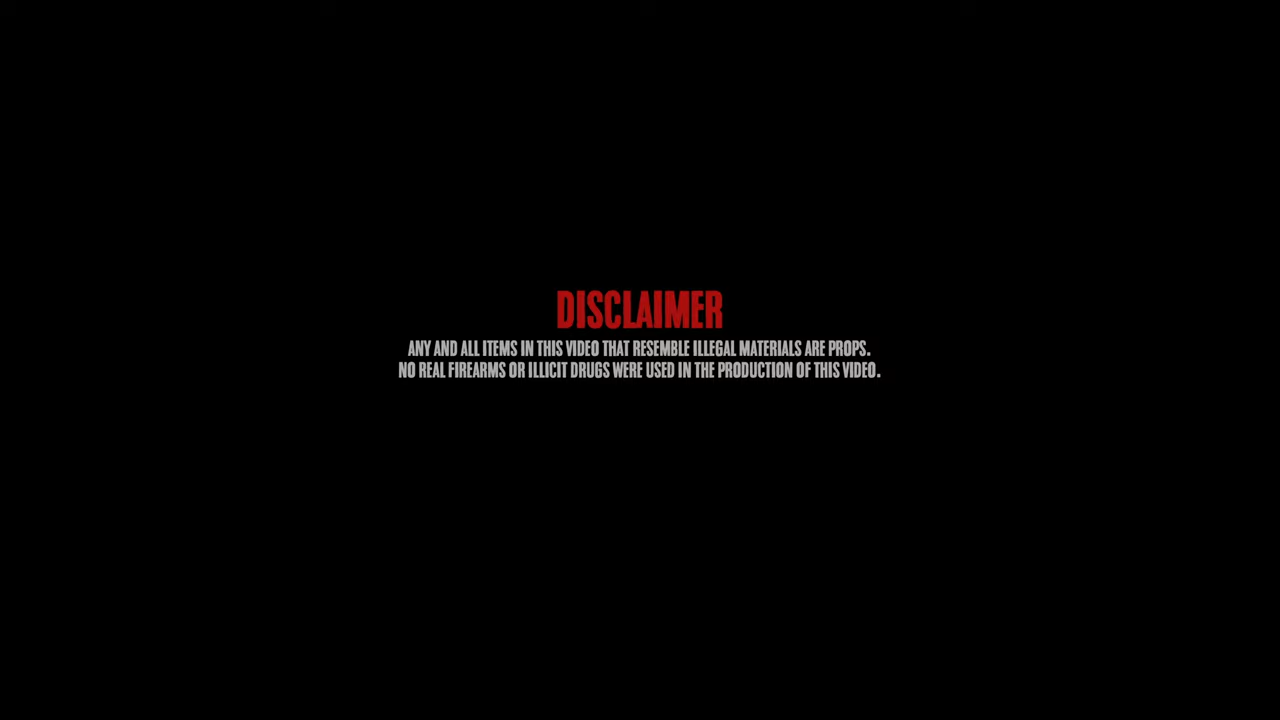 DISCLAIMER
ANY AND ALL ITEMS IN THIS VIDEO THAT RESEMBLE ILLEGAL MATERIALS ARE PROPS.
NO REAL FIREARMS OR ILLICIT DRUGS WERE USED IN THE PRODUCTION OF THIS VIDEO.